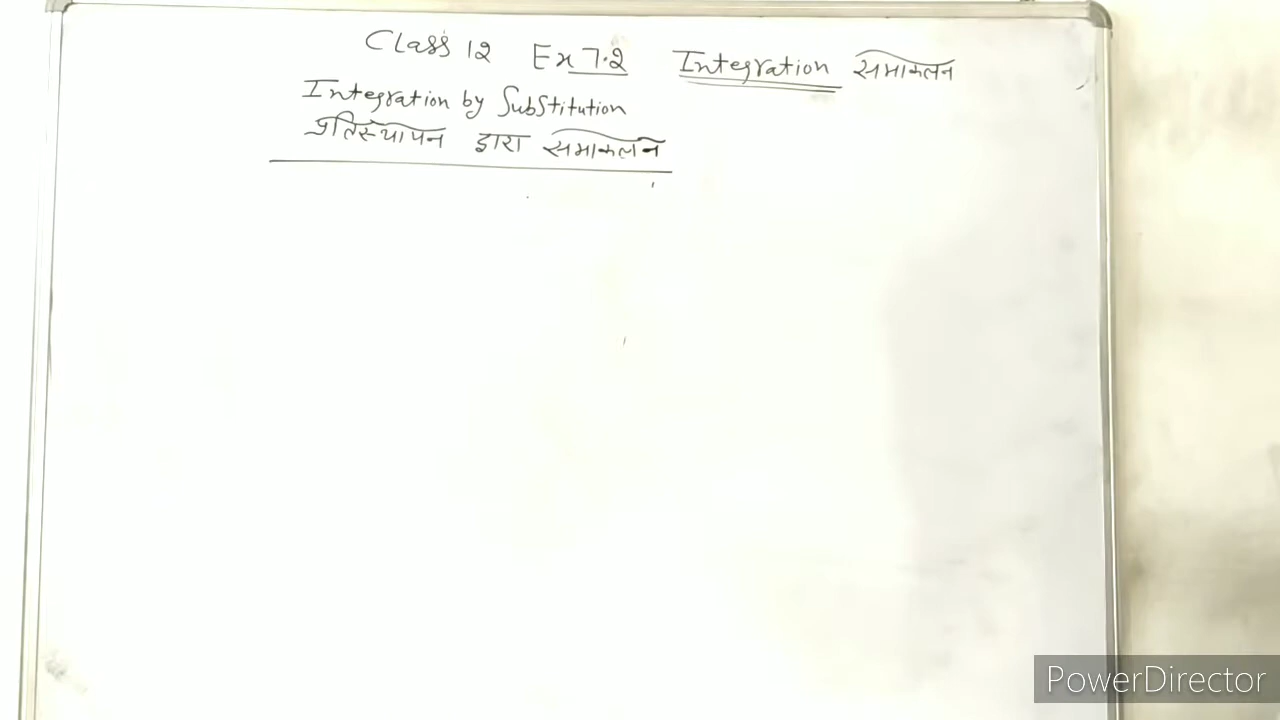 Class 12 Ex 7.2 Integration समाकलन
Integration by Substitution
प्रतिस्थापन द्वारा समाकलन
PowerDirector